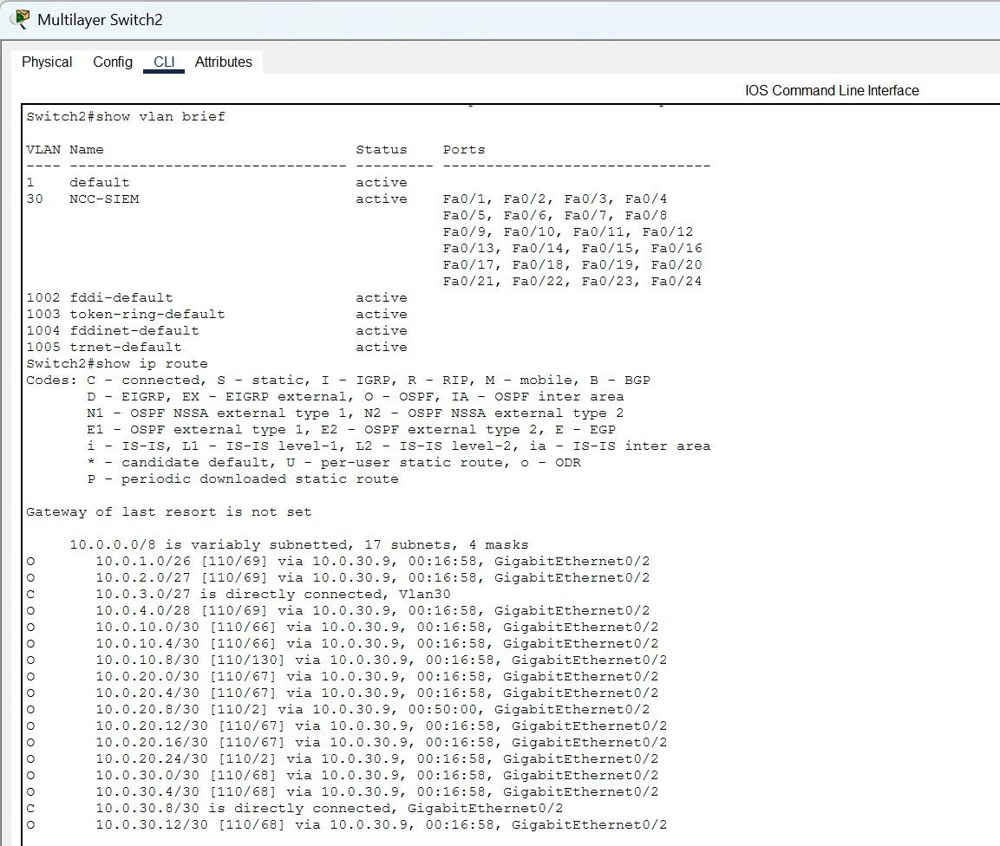 Multilayer Switch2
Physical Config CLI Attributes
IOS Command Line Interface
Switch2#show vlan brief
VLAN Name                             Status    Ports
---- -------------------------------- --------- -------------------------------
1    default                          active
30   NCC-SIEM                         active    Fa0/1, Fa0/2, Fa0/3, Fa0/4
                                                Fa0/5, Fa0/6, Fa0/7, Fa0/8
                                                Fa0/9, Fa0/10, Fa0/11, Fa0/12
                                                Fa0/13, Fa0/14, Fa0/15, Fa0/16
                                                Fa0/17, Fa0/18, Fa0/19, Fa0/20
                                                Fa0/21, Fa0/22, Fa0/23, Fa0/24
1002 fddi-default                     active
1003 token-ring-default               active
1004 fddinet-default                  active
1005 trnet-default                    active
Switch2#show ip route
Codes: C - connected, S - static, I - IGRP, R - RIP, M - mobile, B - BGP
       D - EIGRP, EX - EIGRP external, O - OSPF, IA - OSPF inter area
       N1 - OSPF NSSA external type 1, N2 - OSPF NSSA external type 2
       E1 - OSPF external type 1, E2 - OSPF external type 2, E - EGP
       i - IS-IS, L1 - IS-IS level-1, L2 - IS-IS level-2, ia - IS-IS inter area
       * - candidate default, U - per-user static route, o - ODR
       P - periodic downloaded static route
Gateway of last resort is not set
     10.0.0.0/8 is variably subnetted, 17 subnets, 4 masks
O       10.0.1.0/26 [110/69] via 10.0.30.9, 00:16:58, GigabitEthernet0/2
O       10.0.2.0/27 [110/69] via 10.0.30.9, 00:16:58, GigabitEthernet0/2
C       10.0.3.0/27 is directly connected, Vlan30
O       10.0.4.0/28 [110/69] via 10.0.30.9, 00:16:58, GigabitEthernet0/2
O       10.0.10.0/30 [110/66] via 10.0.30.9, 00:16:58, GigabitEthernet0/2
O       10.0.10.4/30 [110/66] via 10.0.30.9, 00:16:58, GigabitEthernet0/2
O       10.0.10.8/30 [110/130] via 10.0.30.9, 00:16:58, GigabitEthernet0/2
O       10.0.20.0/30 [110/67] via 10.0.30.9, 00:16:58, GigabitEthernet0/2
O       10.0.20.4/30 [110/67] via 10.0.30.9, 00:16:58, GigabitEthernet0/2
O       10.0.20.8/30 [110/2] via 10.0.30.9, 00:50:00, GigabitEthernet0/2
O       10.0.20.12/30 [110/67] via 10.0.30.9, 00:16:58, GigabitEthernet0/2
O       10.0.20.16/30 [110/67] via 10.0.30.9, 00:16:58, GigabitEthernet0/2
O       10.0.20.24/30 [110/2] via 10.0.30.9, 00:16:58, GigabitEthernet0/2
O       10.0.30.0/30 [110/68] via 10.0.30.9, 00:16:58, GigabitEthernet0/2
O       10.0.30.4/30 [110/68] via 10.0.30.9, 00:16:58, GigabitEthernet0/2
C       10.0.30.8/30 is directly connected, GigabitEthernet0/2
O       10.0.30.12/30 [110/68] via 10.0.30.9, 00:16:58, GigabitEthernet0/2